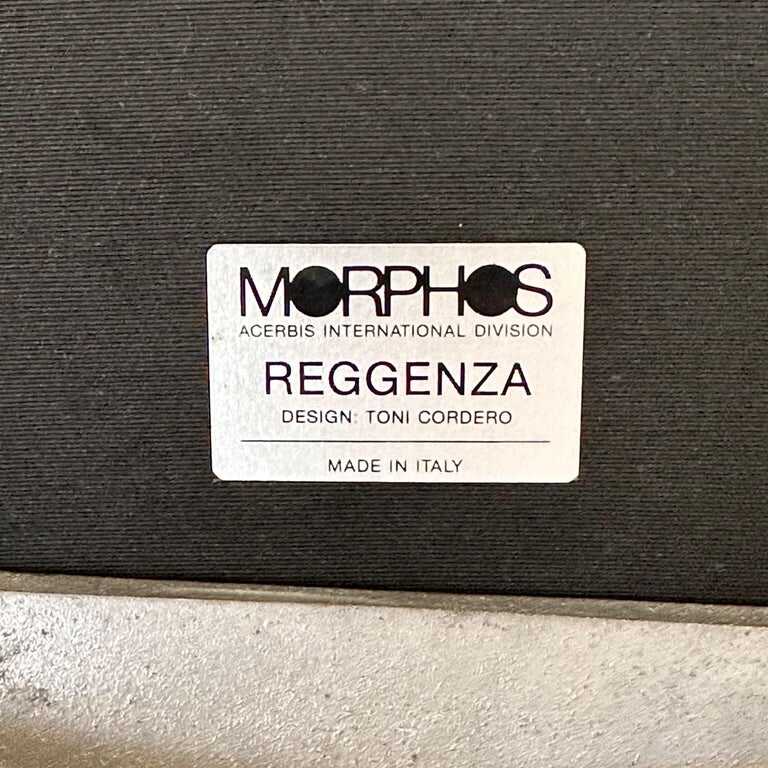 MORPHOS
ACERBIS INTERNATIONAL DIVISION
REGGENZA
DESIGN: TONI CORDERO
MADE IN ITALY